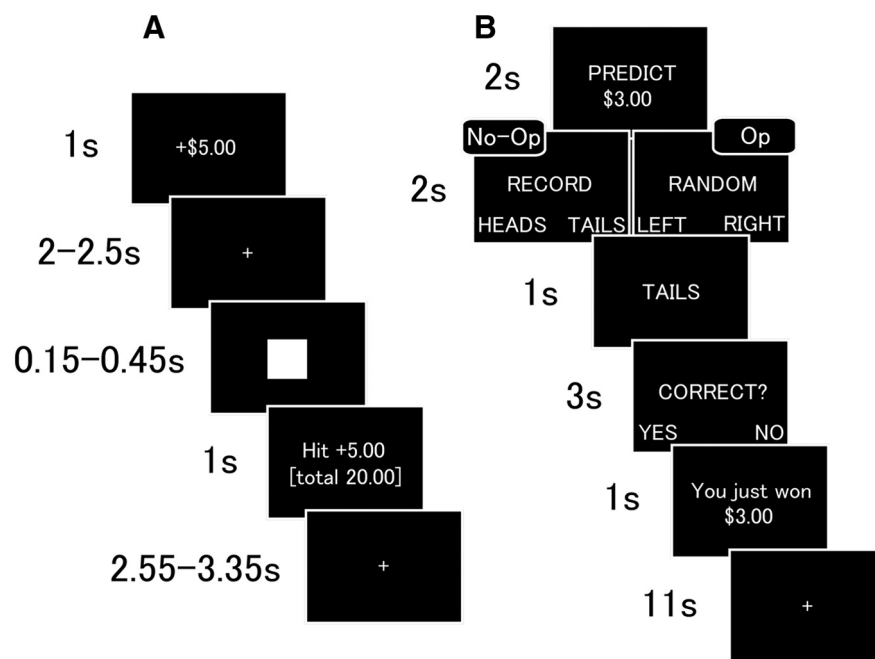 A
1s
+$5.00
2-2.5s
+
0.15-0.45s
1s
Hit +5.00
[total 20.00]
2.55-3.35s
+
B
2s
PREDICT
$3.00
No-Op
Op
2s
RECORD
HEADS TAILS
RANDOM
LEFT RIGHT
1s
TAILS
3s
CORRECT?
YES NO
1s
You just won
$3.00
11s
+